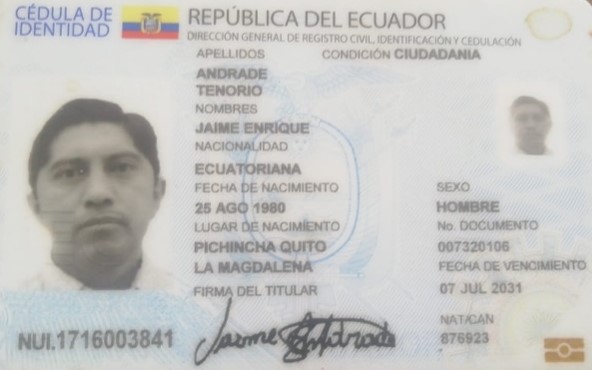 CÉDULA DE IDENTIDAD
REPÚBLICA DEL ECUADOR
DIRECCIÓN GENERAL DE REGISTRO CIVIL, IDENTIFICACIÓN Y CEDULACIÓN
APELLIDOS
CONDICIÓN CIUDADANIA
ANDRADE
TENORIO
NOMBRES
JAIME ENRIQUE
NACIONALIDAD
ECUATORIANA
FECHA DE NACIMIENTO
SEXO
25 AGO 1980
HOMBRE
LUGAR DE NACIMIENTO
No. DOCUMENTO
PICHINCHA QUITO
007320106
LA MAGDALENA
FECHA DE VENCIMIENTO
FIRMA DEL TITULAR
07 JUL 2031
NAT/CAN
NUI.1716003841
Jaime Andrade
876923